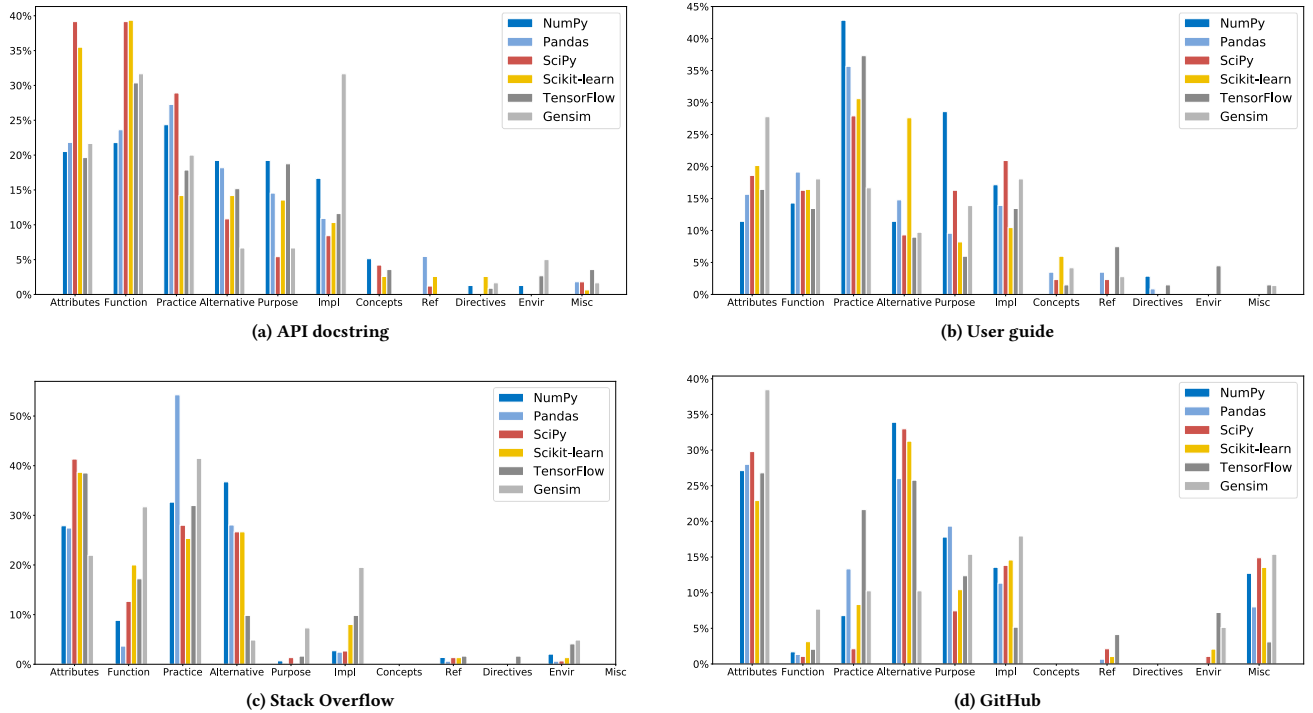 40%
35%
30%
25%
20%
15%
10%
5%
0%
NumPy
Pandas
SciPy
Scikit-learn
TensorFlow
Gensim
Attributes Function Practice Alternative Purpose Impl Concepts Ref Directives Envir Misc
(a) API docstring
45%
40%
35%
30%
25%
20%
15%
10%
5%
0%
NumPy
Pandas
SciPy
Scikit-learn
TensorFlow
Gensim
Attributes Function Practice Alternative Purpose Impl Concepts Ref Directives Envir Misc
(b) User guide
50%
40%
30%
20%
10%
0%
NumPy
Pandas
SciPy
Scikit-learn
TensorFlow
Gensim
Attributes Function Practice Alternative Purpose Impl Concepts Ref Directives Envir Misc
(c) Stack Overflow
40%
35%
30%
25%
20%
15%
10%
5%
0%
NumPy
Pandas
SciPy
Scikit-learn
TensorFlow
Gensim
Attributes Function Practice Alternative Purpose Impl Concepts Ref Directives Envir Misc
(d) GitHub